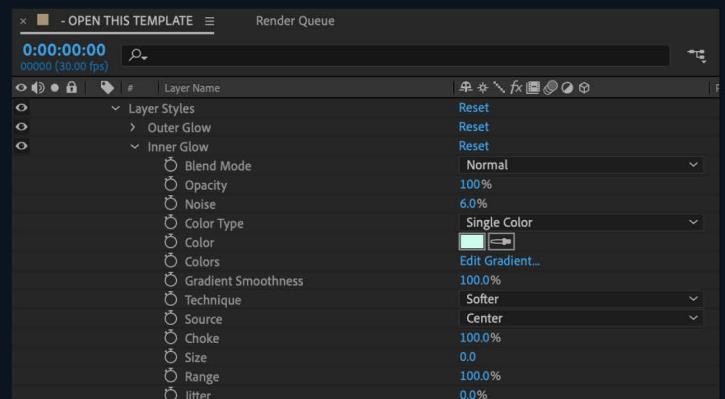 - OPEN THIS TEMPLATE Render Queue
0:00:00:00
00000 (30.00 fps)
# Layer Name
Layer Styles Reset
Outer Glow Reset
Inner Glow Reset
Blend Mode Normal
Opacity 100%
Noise 6.0%
Color Type Single Color
Color
Colors Edit Gradient...
Gradient Smoothness 100.0%
Technique Softer
Source Center
Choke 100.0%
Size 0.0
Range 100.0%
Jitter 0.0%